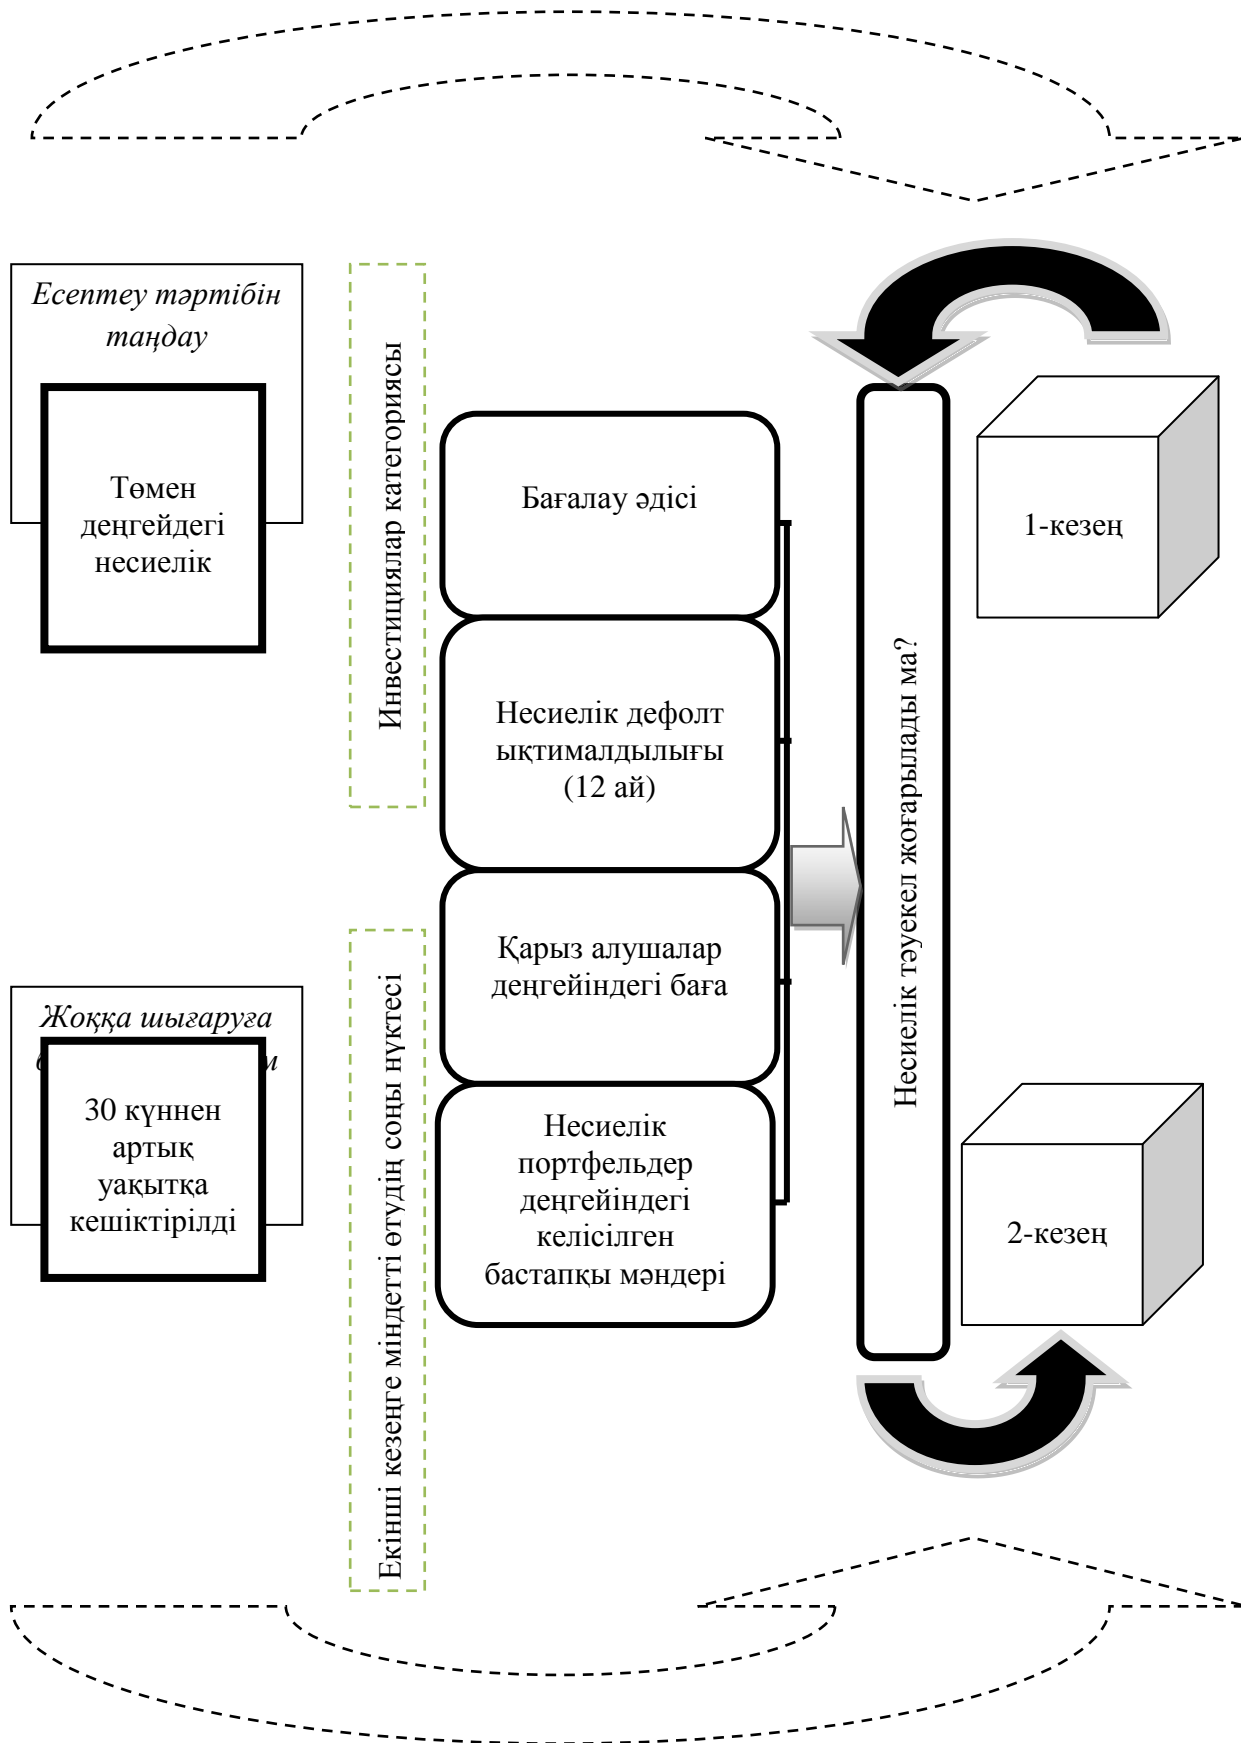 Есептеу тәртібін
таңдау
Төмен
деңгейдегі
несиелік
Инвестициялар категориясы
Бағалау әдісі
Несиелік дефолт
ықтималдылығы
(12 ай)
Қарыз алушалар
деңгейіндегі баға
Несиелік
портфельдер
деңгейіндегі
келісілген
бастапқы мәндері
Несиелік тәуекел жоғарылады ма?
1-кезең
Жоққа шығаруға
30 күннен
артық
уақытқа
кешіктірілді
Екінші кезеңге міндетті өтудің соңы нүктесі
2-кезең